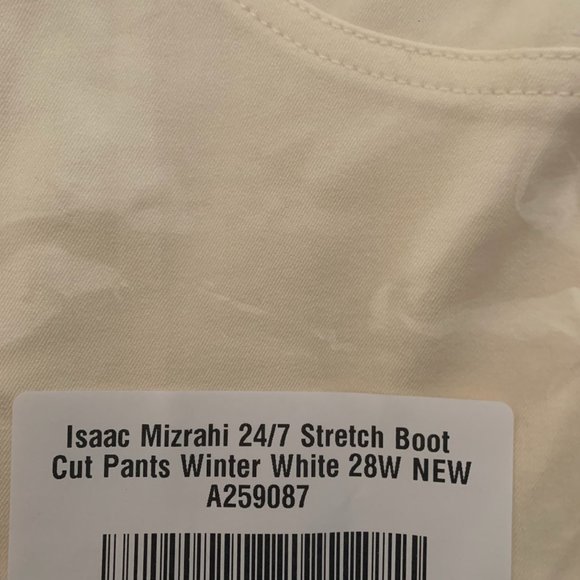 Isaac Mizrahi 24/7 Stretch Boot
Cut Pants Winter White 28W NEW
A259087